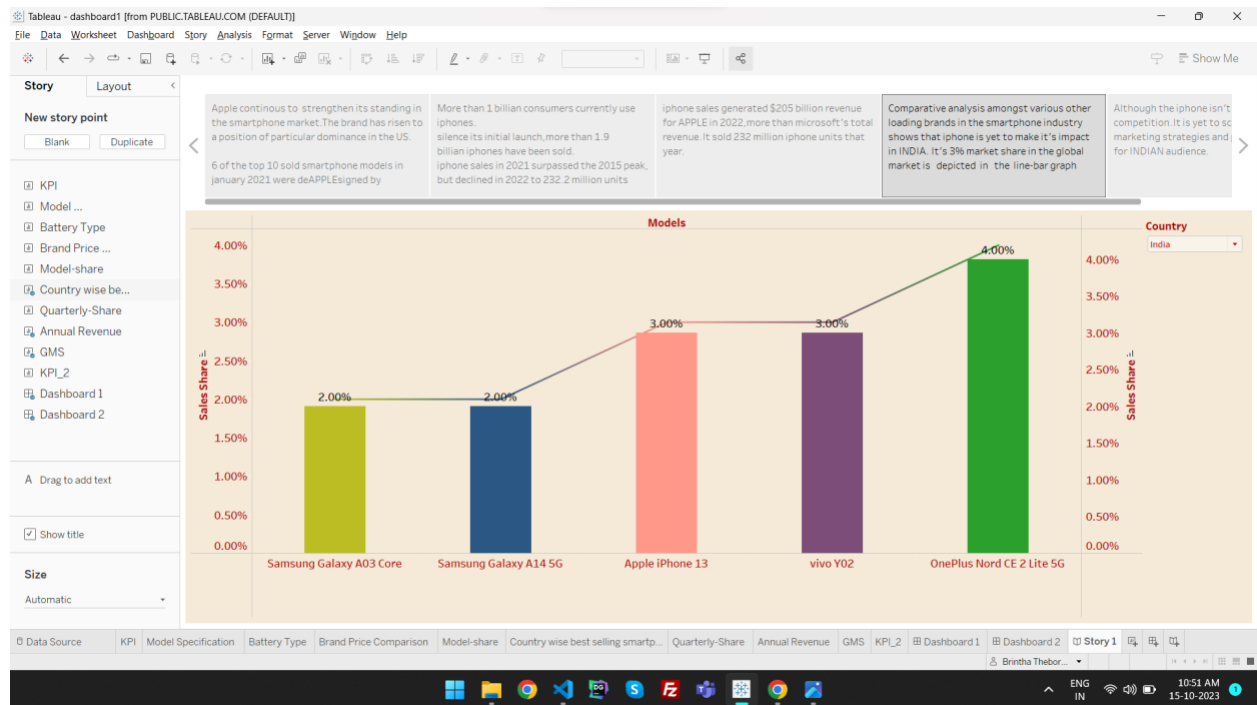 Tableau - dashboard1 [from PUBLIC.TABLEAU.COM (DEFAULT)]
File Data Worksheet Dashboard Story Analysis Format Server Window Help
Show Me
Story Layout
New story point
Blank Duplicate
KPI
Model ...
Battery Type
Brand Price ...
Model-share
Country wise be...
Quarterly-Share
Annual Revenue
GMS
KPI_2
Dashboard 1
Dashboard 2
A Drag to add text
Show title
Size
Automatic
Apple continous to strengthen its standing in
the smartphone market.The brand has risen to
a position of particular dominance in the US.
6 of the top 10 sold smartphone models in
january 2021 were deAPPLEsigned by
More than 1 billion consumers currently use
iphones.
silence its initial launch,more than 1.9
billian iphones have been sold.
iphone sales in 2021 surpassed the 2015 peak,
but declined in 2022 to 232.2 million units
iphone sales generated $205 billion revenue
for APPLE in 2022,more than microsoft's total
revenue.It sold 232 million iphone units that
year.
Comparative analysis amongst various other
loading brands in the smartphone industry
shows that iphone is yet to make it's impact
in INDIA. It's 3% market share in the global
market is depicted in the line-bar graph
Although the iphone isn't
competition.It is yet to sc
marketing strategies and
for INDIAN audience.
Models
Country
India
4.00%
3.50%
3.00%
2.50%
2.00%
1.50%
1.00%
0.50%
0.00%
Sales Share
2.00%
2.00%
3.00%
3.00%
4.00%
4.00%
3.50%
3.00%
2.50%
2.00%
1.50%
1.00%
0.50%
0.00%
Sales Share
Samsung Galaxy A03 Core Samsung Galaxy A14 5G Apple iPhone 13 vivo Y02 OnePlus Nord CE 2 Lite 5G
Data Source KPI Model Specification Battery Type Brand Price Comparison Model-share Country wise best selling smartp... Quarterly-Share Annual Revenue GMS KPI_2 Dashboard 1 Dashboard 2 Story 1
Brintha Thebor...
DG
S
Fz
ENG
IN
10:51 AM
15-10-2023
1